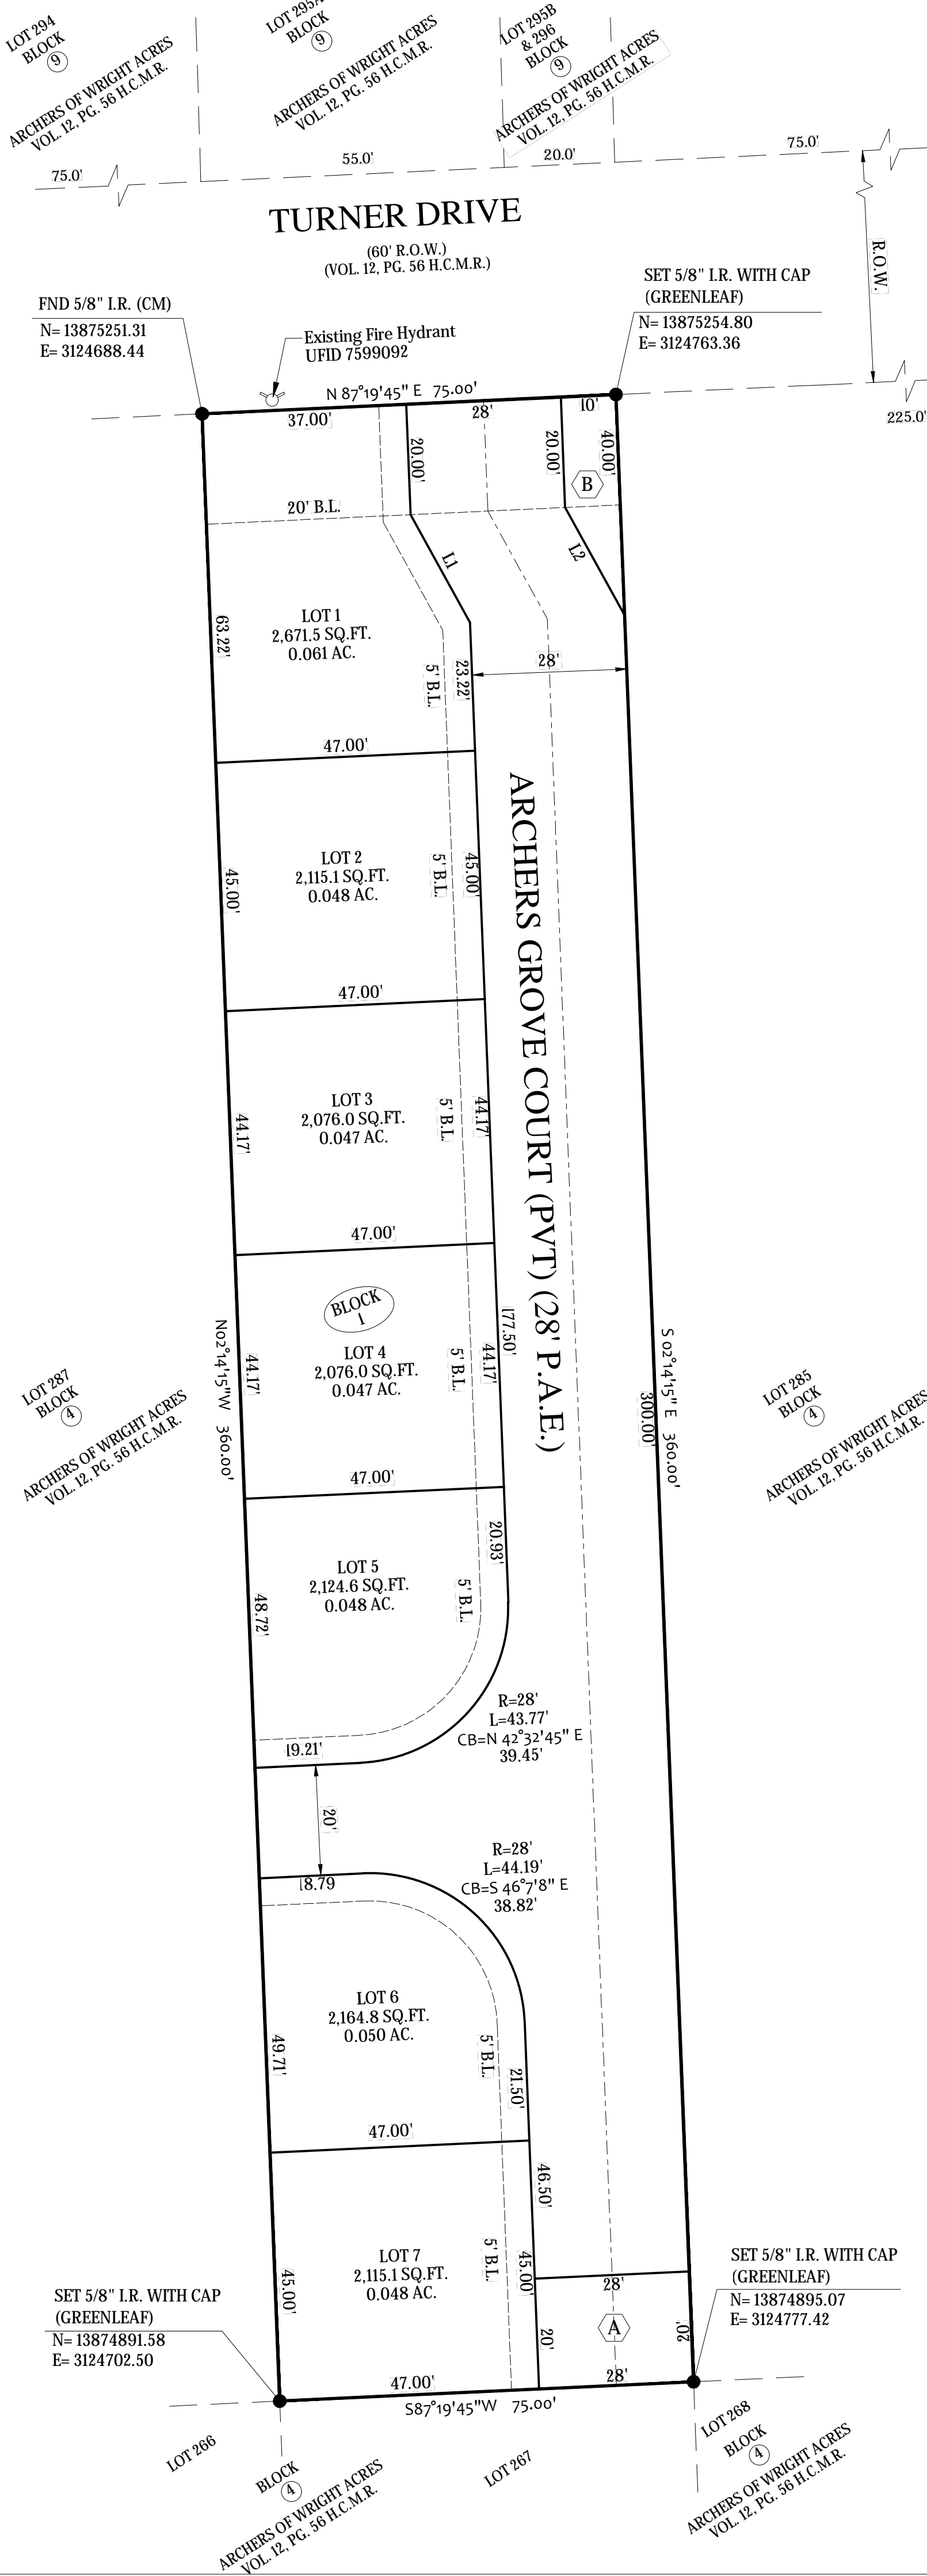 LOT 294
BLOCK
9
ARCHERS OF WRIGHT ACRES
VOL. 12, PG. 56 H.C.M.R.
LOT 295A
BLOCK
9
ARCHERS OF WRIGHT ACRES
VOL. 12, PG. 56 H.C.M.R.
LOT 295B
& 296
BLOCK
9
ARCHERS OF WRIGHT ACRES
VOL. 12, PG. 56 H.C.M.R.
75.0'
55.0'
20.0'
75.0'
TURNER DRIVE
(60' R.O.W.)
(VOL. 12, PG. 56 H.C.M.R.)
R.O.W.
FND 5/8" I.R. (CM)
N= 13875251.31
E= 3124688.44
Existing Fire Hydrant
UFID 7599092
SET 5/8" I.R. WITH CAP
(GREENLEAF)
N= 13875254.80
E= 3124763.36
N 87°19'45" E 75.00'
225.0'
37.00'
28'
10'
20.00'
20.00'
40.00'
B
20' B.L.
L1
L2
LOT 1
2,671.5 SQ.FT.
0.061 AC.
63.22'
5' B.L.
23.22'
28'
47.00'
ARCHERS GROVE COURT (PVT) (28' P.A.E.)
LOT 2
2,115.1 SQ.FT.
0.048 AC.
45.00'
5' B.L.
45.00'
47.00'
LOT 3
2,076.0 SQ.FT.
0.047 AC.
44.17'
5' B.L.
44.17'
47.00'
BLOCK
1
177.50'
N02°14'15"W 360.00'
LOT 4
2,076.0 SQ.FT.
0.047 AC.
44.17'
5' B.L.
44.17'
S 02°14'15" E 360.00'
300.00'
LOT 287
BLOCK
4
ARCHERS OF WRIGHT ACRES
VOL. 12, PG. 56 H.C.M.R.
LOT 285
BLOCK
4
ARCHERS OF WRIGHT ACRES
VOL. 12, PG. 56 H.C.M.R.
47.00'
LOT 5
2,124.6 SQ.FT.
0.048 AC.
48.72'
5' B.L.
20.93'
R=28'
L=43.77'
CB=N 42°32'45" E
39.45'
19.21'
20'
18.79
R=28'
L=44.19'
CB=S 46°7'8" E
38.82'
LOT 6
2,164.8 SQ.FT.
0.050 AC.
49.71'
5' B.L.
21.50'
47.00'
46.50'
LOT 7
2,115.1 SQ.FT.
0.048 AC.
45.00'
5' B.L.
45.00'
28'
A
20'
20'
SET 5/8" I.R. WITH CAP
(GREENLEAF)
N= 13874891.58
E= 3124702.50
SET 5/8" I.R. WITH CAP
(GREENLEAF)
N= 13874895.07
E= 3124777.42
47.00'
28'
S87°19'45"W 75.00'
LOT 266
BLOCK
4
ARCHERS OF WRIGHT ACRES
VOL. 12, PG. 56 H.C.M.R.
LOT 267
LOT 268
BLOCK
4
ARCHERS OF WRIGHT ACRES
VOL. 12, PG. 56 H.C.M.R.